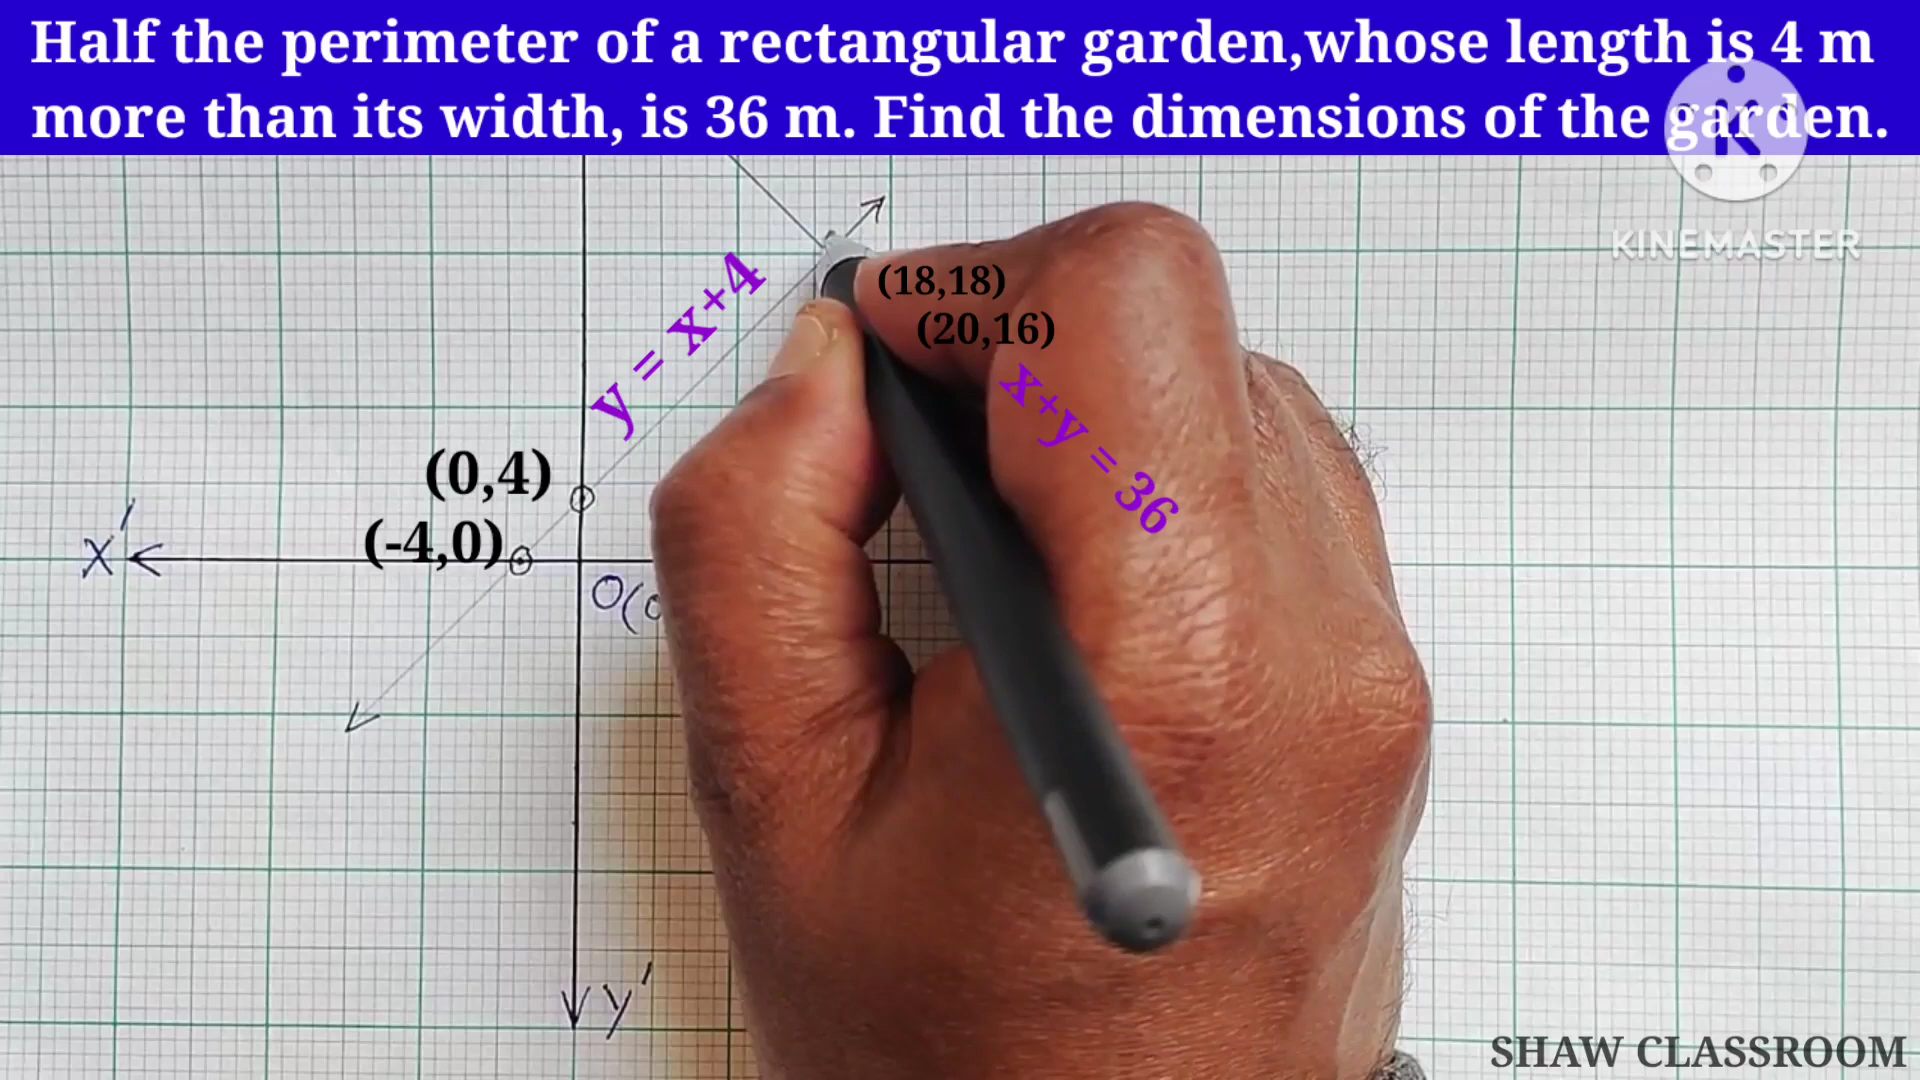 Half the perimeter of a rectangular garden,whose length is 4 m
more than its width, is 36 m. Find the dimensions of the garden.
K
KINEMASTER
(18,18)
y = x+4
(20,16)
x+y = 36
(0,4)
(-4,0)
X'
O(0
y'
SHAW CLASSROOM